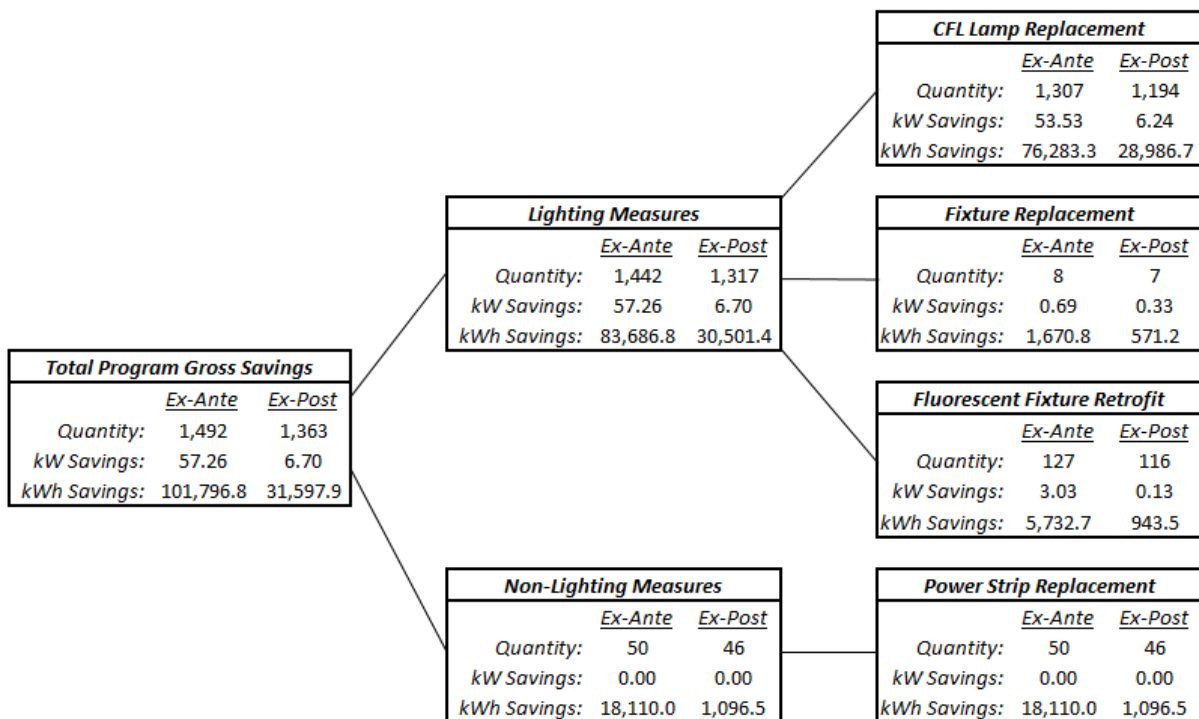 CFL Lamp Replacement
Ex-Ante Ex-Post
Quantity: 1,307 1,194
kW Savings: 53.53 6.24
kWh Savings: 76,283.3 28,986.7
Lighting Measures
Ex-Ante Ex-Post
Quantity: 1,442 1,317
kW Savings: 57.26 6.70
kWh Savings: 83,686.8 30,501.4
Fixture Replacement
Ex-Ante Ex-Post
Quantity: 8 7
kW Savings: 0.69 0.33
kWh Savings: 1,670.8 571.2
Total Program Gross Savings
Ex-Ante Ex-Post
Quantity: 1,492 1,363
kW Savings: 57.26 6.70
kWh Savings: 101,796.8 31,597.9
Fluorescent Fixture Retrofit
Ex-Ante Ex-Post
Quantity: 127 116
kW Savings: 3.03 0.13
kWh Savings: 5,732.7 943.5
Non-Lighting Measures
Ex-Ante Ex-Post
Quantity: 50 46
kW Savings: 0.00 0.00
kWh Savings: 18,110.0 1,096.5
Power Strip Replacement
Ex-Ante Ex-Post
Quantity: 50 46
kW Savings: 0.00 0.00
kWh Savings: 18,110.0 1,096.5